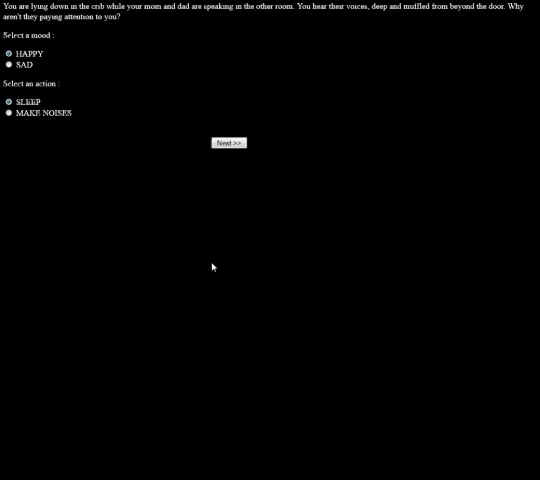 You are lying down in the crib while your mom and dad are speaking in the other room. You hear their voices, deep and muffled from beyond the door. Why
aren't they paying attention to you?
Select a mood :
HAPPY
SAD
Select an action :
SLEEP
MAKE NOISES
Next >>